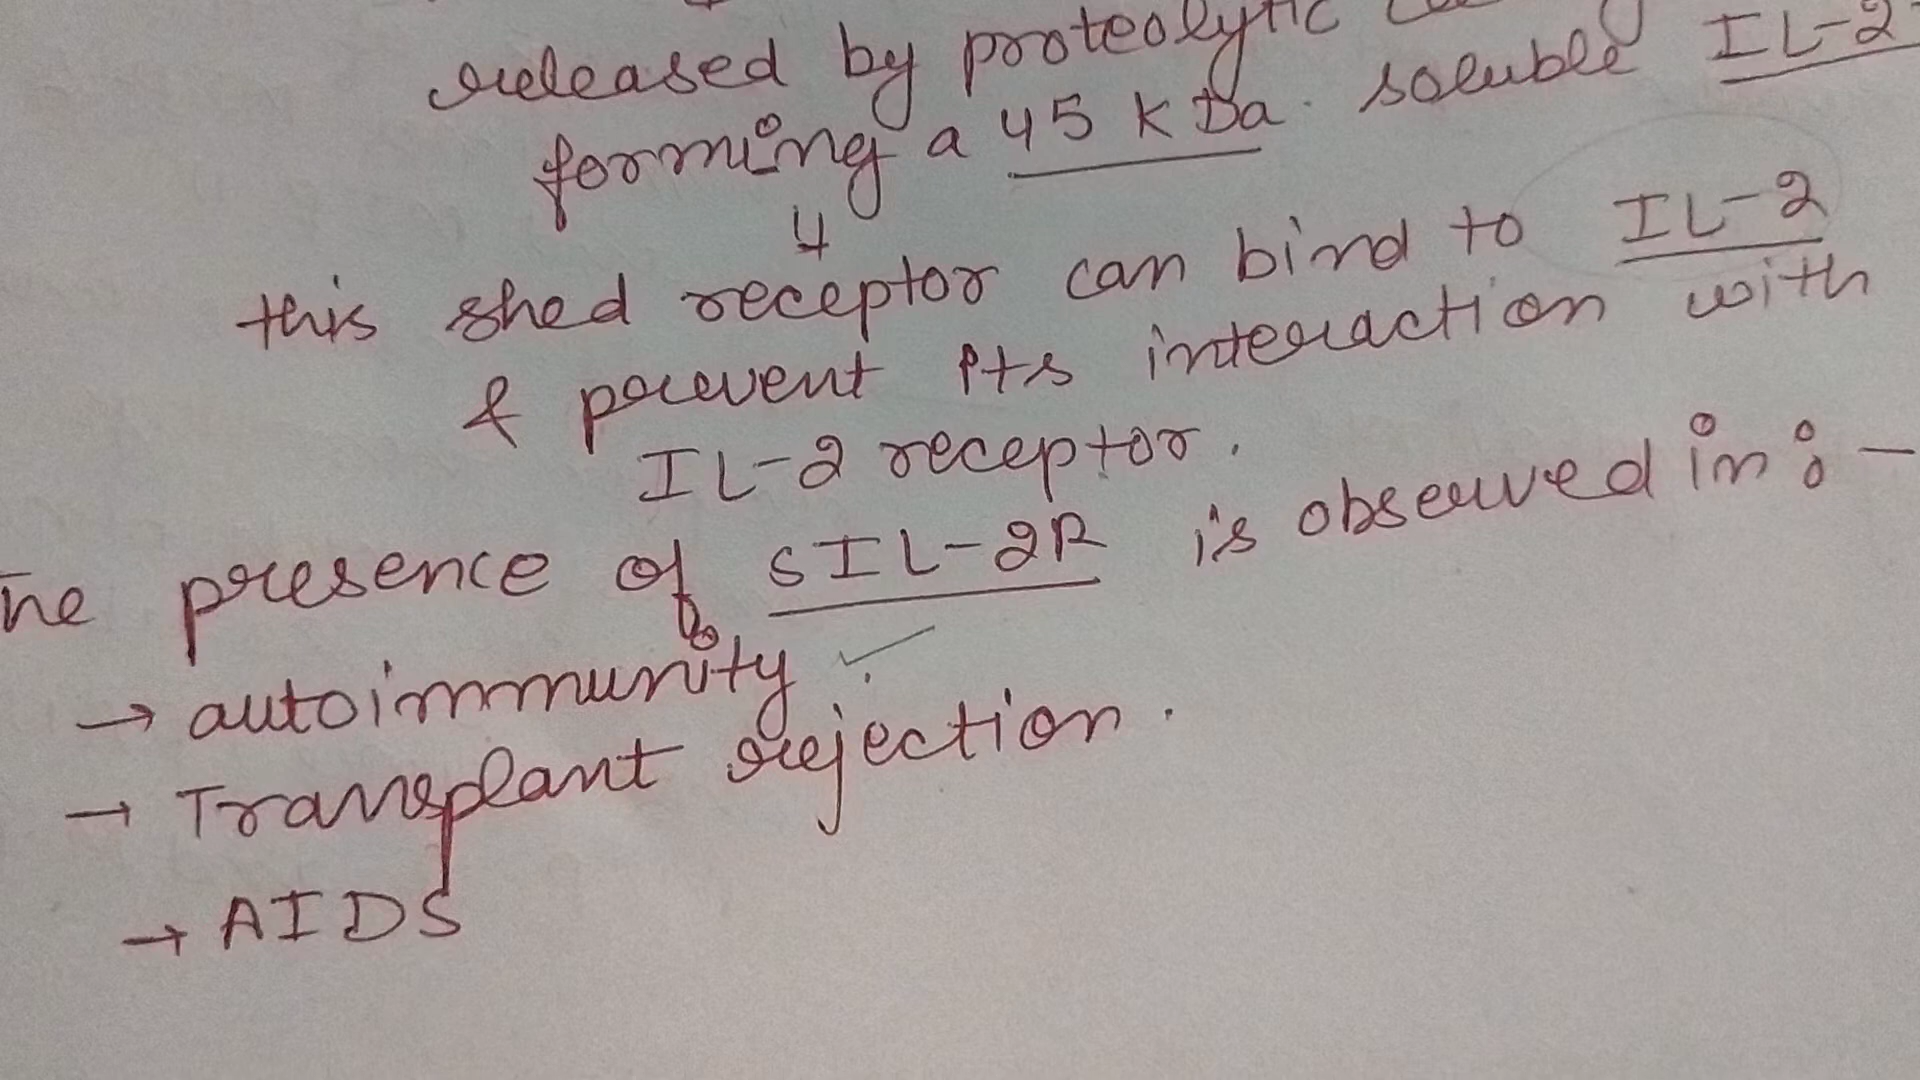 released by proteolytic
forming a 45 kDa soluble IL-2
4
this shed receptor can bind to IL-2
& prevent its interaction with
IL-2 receptor.
presence of sIL-2R is observed in :-
→ autoimmunity ✓
→ Transplant rejection.
→ AIDS